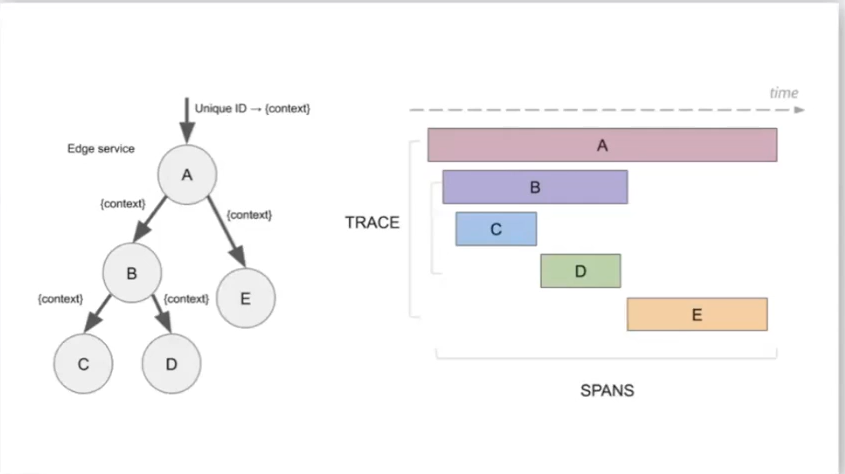 Unique ID → {context}
Edge service
A
{context}
{context}
B
E
{context}
{context}
C
D
time
A
B
TRACE
C
D
E
SPANS